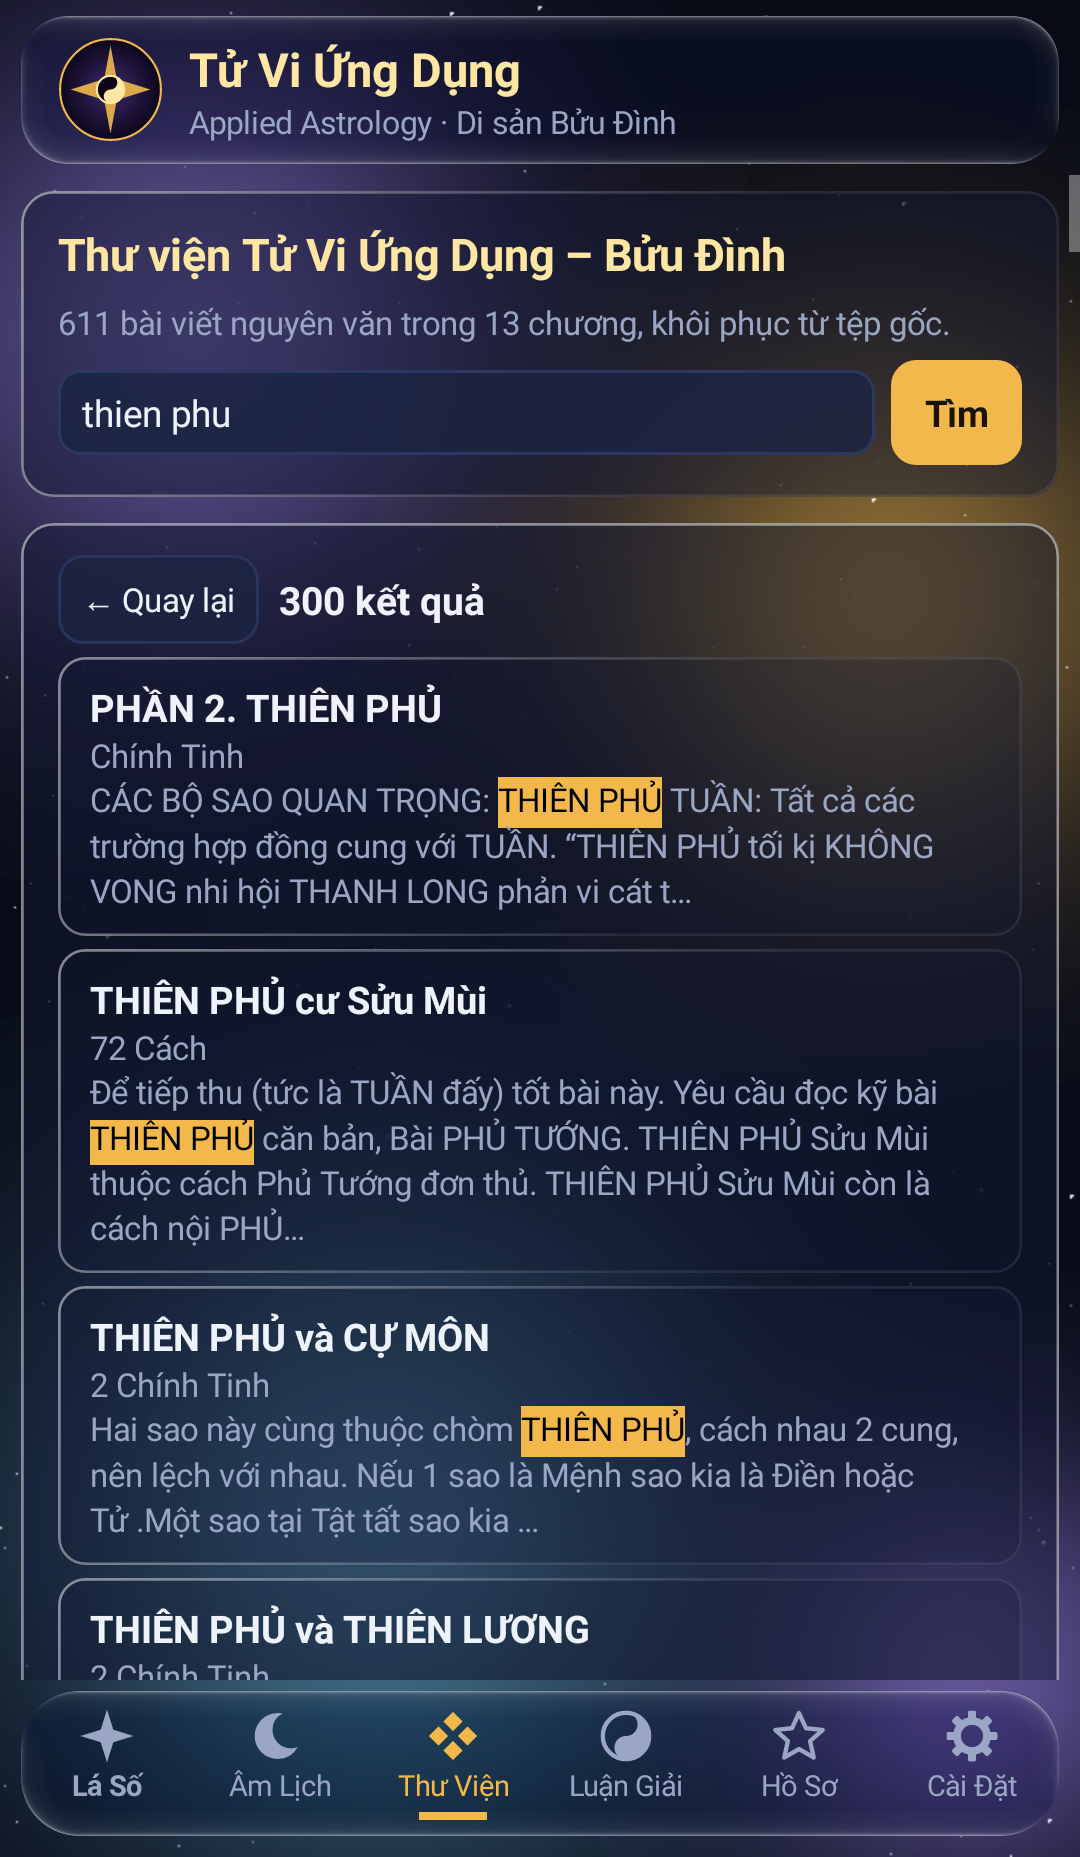 Tử Vi Ứng Dụng
Applied Astrology · Di sản Bửu Đình
Thư viện Tử Vi Ứng Dụng – Bửu Đình
611 bài viết nguyên văn trong 13 chương, khôi phục từ tệp gốc.
thien phu
Tìm
← Quay lại
300 kết quả
PHẦN 2. THIÊN PHỦ
Chính Tinh
CÁC BỘ SAO QUAN TRỌNG: THIÊN PHỦ TUẦN: Tất cả các
trường hợp đồng cung với TUẦN. “THIÊN PHỦ tối kị KHÔNG
VONG nhi hội THANH LONG phản vi cát t...
THIÊN PHỦ cư Sửu Mùi
72 Cách
Để tiếp thu (tức là TUẦN đấy) tốt bài này. Yêu cầu đọc kỹ bài
THIÊN PHỦ căn bản, Bài PHỦ TƯỚNG. THIÊN PHỦ Sửu Mùi
thuộc cách Phủ Tướng đơn thủ. THIÊN PHỦ Sửu Mùi còn là
cách nội PHỦ...
THIÊN PHỦ và CỰ MÔN
2 Chính Tinh
Hai sao này cùng thuộc chòm THIÊN PHỦ, cách nhau 2 cung,
nên lệch với nhau. Nếu 1 sao là Mệnh sao kia là Điền hoặc
Tử .Một sao tại Tật tất sao kia ...
THIÊN PHỦ và THIÊN LƯƠNG
2 Chính Tinh
Lá Số
Âm Lịch
Thư Viện
Luận Giải
Hồ Sơ
Cài Đặt